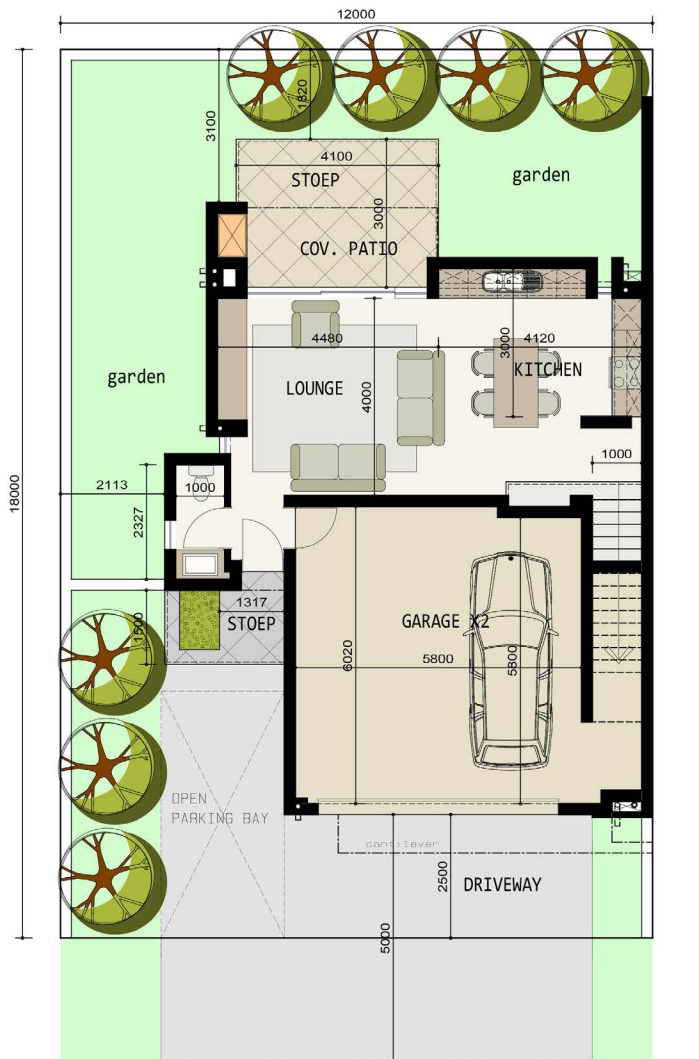 12000
1820
3100
4100
STOEP
garden
3000
COV. PATIO
4480
3000
4120
KITCHEN
garden
LOUNGE
4000
1000
18000
2113
1000
2327
1317
STOEP
1500
GARAGE X2
6020
5800
5800
OPEN
PARKING BAY
cantilever
2500
DRIVEWAY
5000